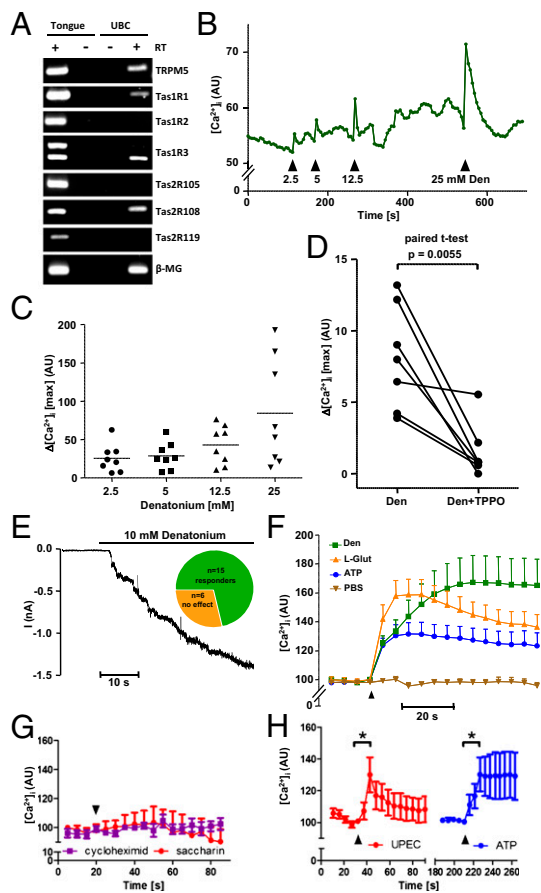 A
Tongue UBC
+ - - + RT
TRPM5
Tas1R1
Tas1R2
Tas1R3
Tas2R105
Tas2R108
Tas2R119
β-MG
B
[Ca²⁺]i (AU)
70
60
50
0
2.5 5 12.5 25 mM Den
0 200 400 600
Time [s]
C
Δ[Ca²⁺]i [max] (AU)
200
150
100
50
0
2.5 5 12.5 25
Denatonium [mM]
D
paired t-test
p = 0.0055
Δ[Ca²⁺]i [max] (AU)
15
10
5
0
Den Den+TPPO
E
10 mM Denatonium
I (nA)
0.0
-0.5
-1.0
-1.5
n=15
responders
n=6
no effect
10 s
F
[Ca²⁺]i (AU)
200
180
160
140
120
100
0
Den
L-Glut
ATP
PBS
20 s
G
[Ca²⁺]i (AU)
160
140
120
100
10
0
cycloheximid saccharin
0 20 40 60 80
Time [s]
H
[Ca²⁺]i (AU)
160
140
120
100
10
0
* *
UPEC ATP
0 20 40 60 80 180 200 220 240 260
Time [s]